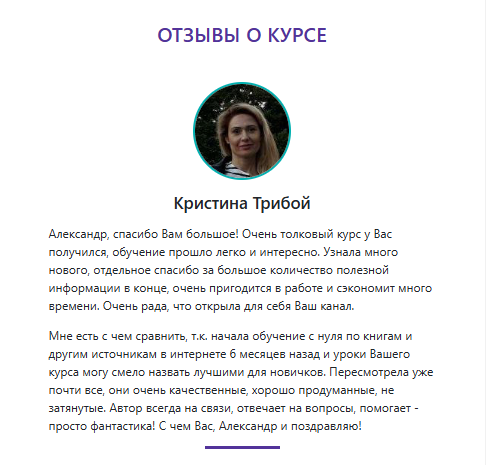 ОТЗЫВЫ О КУРСЕ
Кристина Трибой
Александр, спасибо Вам большое! Очень толковый курс у Вас
получился, обучение прошло легко и интересно. Узнала много
нового, отдельное спасибо за большое количество полезной
информации в конце, очень пригодится в работе и сэкономит много
времени. Очень рада, что открыла для себя Ваш канал.
Мне есть с чем сравнить, т.к. начала обучение с нуля по книгам и
другим источникам в интернете 6 месяцев назад и уроки Вашего
курса могу смело назвать лучшими для новичков. Пересмотрела уже
почти все, они очень качественные, хорошо продуманные, не
затянутые. Автор всегда на связи, отвечает на вопросы, помогает -
просто фантастика! С чем Вас, Александр и поздравляю!